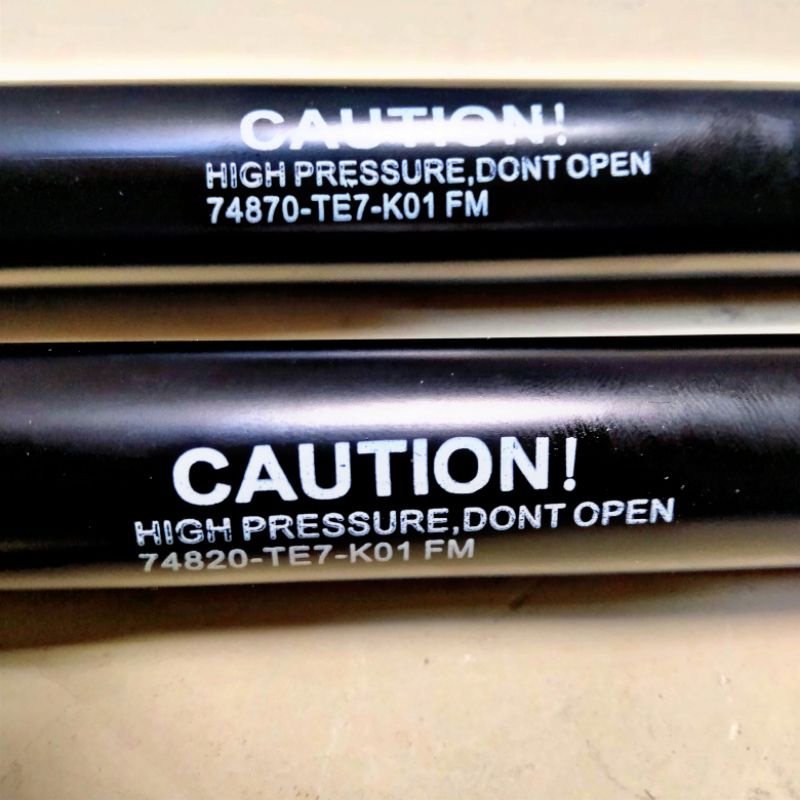 CAUTION!
HIGH PRESSURE,DONT OPEN
74870-TE7-K01 FM
CAUTION!
HIGH PRESSURE,DONT OPEN
74820-TE7-K01 FM